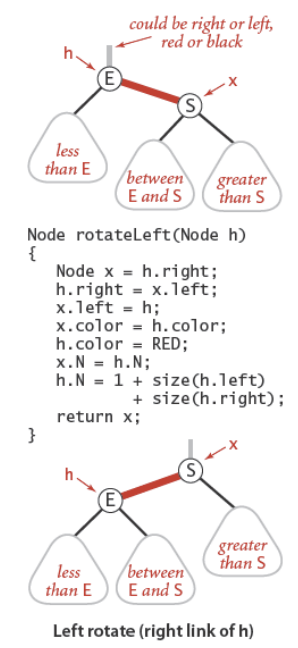 could be right or left,
red or black
h
E
x
S
less
than E
between
E and S
greater
than S
Node rotateLeft(Node h)
{
    Node x = h.right;
    h.right = x.left;
    x.left = h;
    x.color = h.color;
    h.color = RED;
    x.N = h.N;
    h.N = 1 + size(h.left)
            + size(h.right);
    return x;
}
x
S
h
E
less
than E
between
E and S
greater
than S
Left rotate (right link of h)